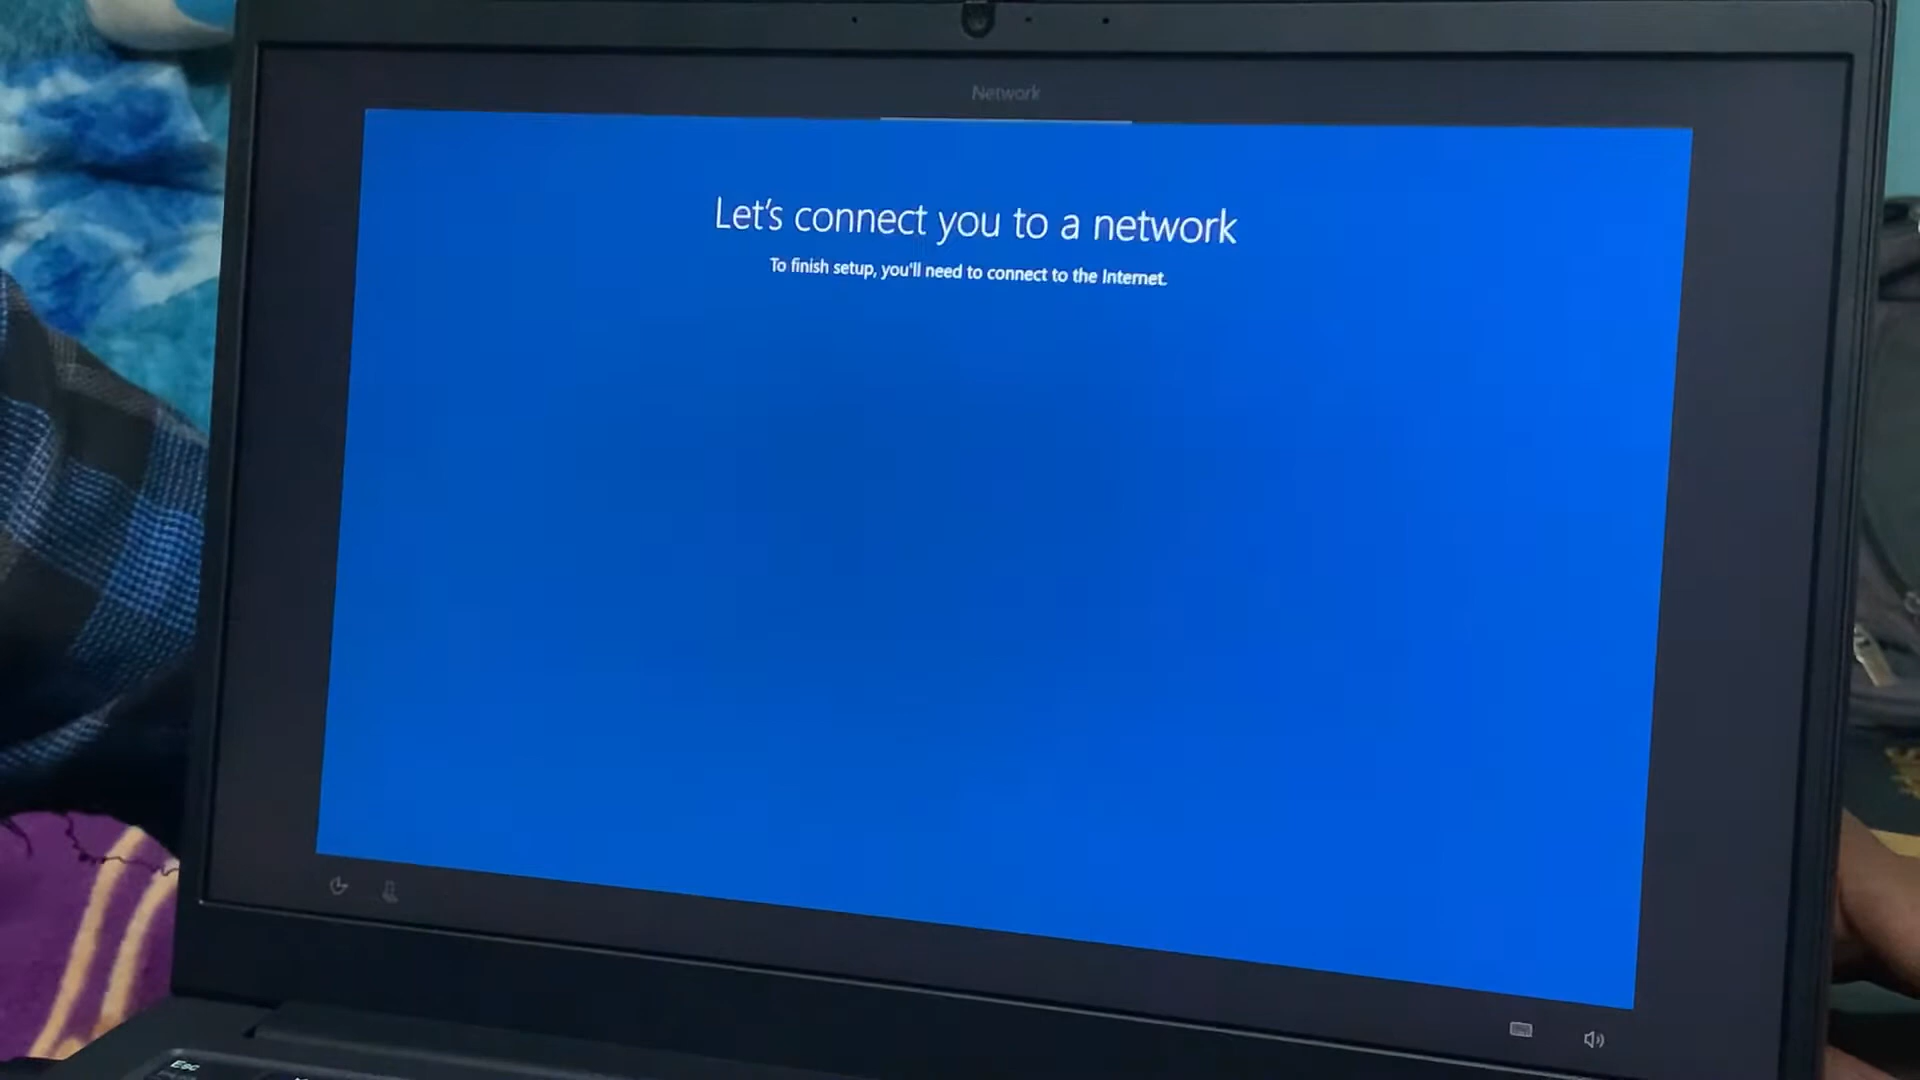 Network
Let's connect you to a network
To finish setup, you'll need to connect to the Internet.
Esc